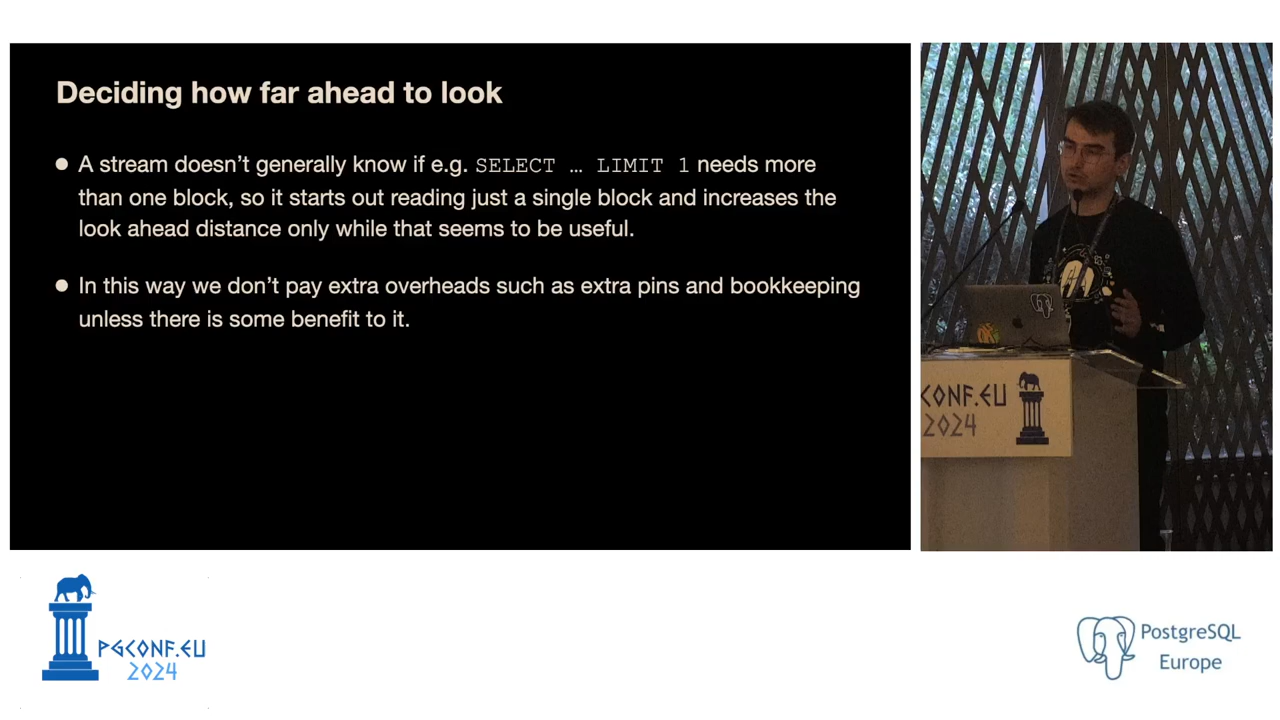 Deciding how far ahead to look
● A stream doesn't generally know if e.g. SELECT … LIMIT 1 needs more
than one block, so it starts out reading just a single block and increases the
look ahead distance only while that seems to be useful.
● In this way we don't pay extra overheads such as extra pins and bookkeeping
unless there is some benefit to it.
CONF.EU
2024
PGCONF.EU
2024
PostgreSQL
Europe